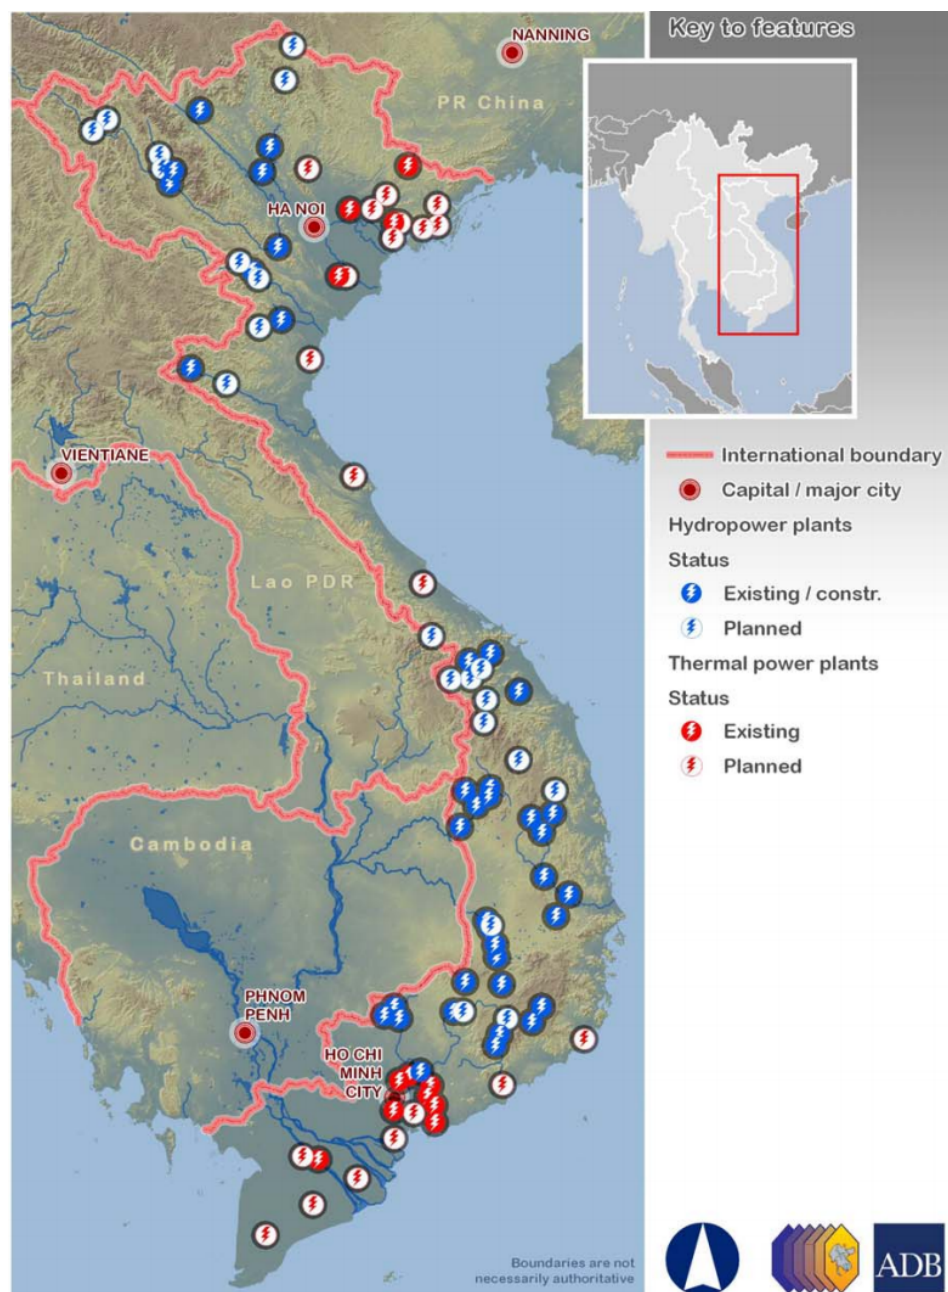 NANNING
PR China
HA NOI
VIENTIANE
Lao PDR
Thailand
Cambodia
PHNOM
PENH
HO CHI
MINH
CITY
Boundaries are not
necessarily authoritative
Key to features
International boundary
Capital / major city
Hydropower plants
Status
Existing / constr.
Planned
Thermal power plants
Status
Existing
Planned
ADB